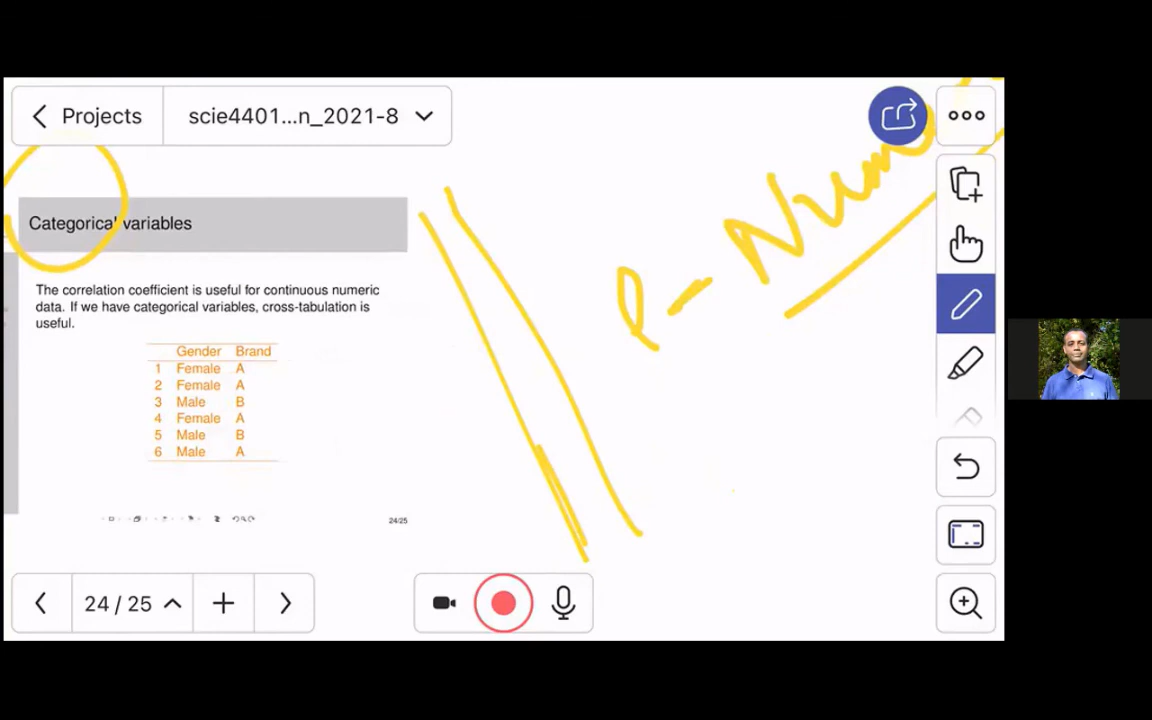 Projects
scie4401...n_2021-8
Categorical variables
The correlation coefficient is useful for continuous numeric
data. If we have categorical variables, cross-tabulation is
useful.
Gender Brand
1 Female A
2 Female A
3 Male B
4 Female A
5 Male B
6 Male A
24/25
24 / 25